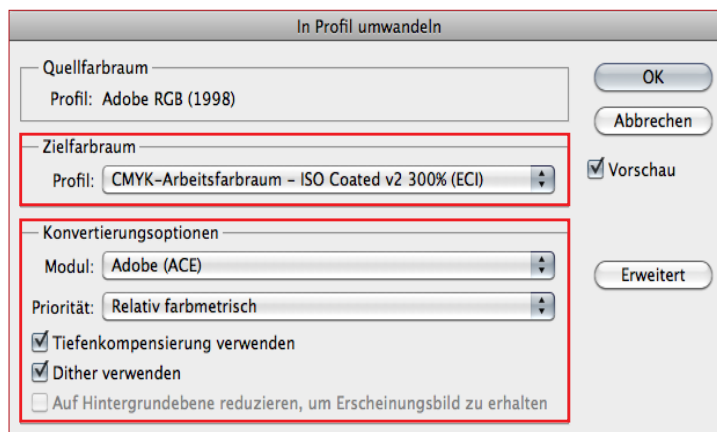 In Profil umwandeln
Quellfarbraum
Profil: Adobe RGB (1998)
Zielfarbraum
Profil: CMYK-Arbeitsfarbraum – ISO Coated v2 300% (ECI)
Konvertierungsoptionen
Modul: Adobe (ACE)
Priorität: Relativ farbmetrisch
Tiefenkompensierung verwenden
Dither verwenden
Auf Hintergrundebene reduzieren, um Erscheinungsbild zu erhalten
OK
Abbrechen
Vorschau
Erweitert